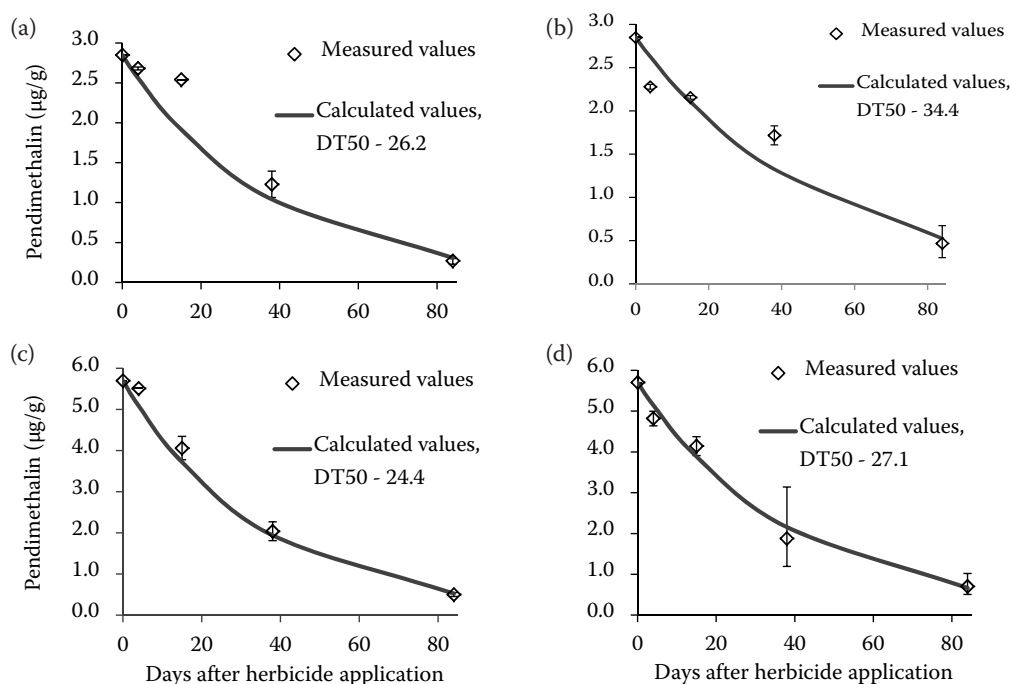 (a)
3.0
2.5
2.0
1.5
1.0
0.5
0.0
Pendimethalin (µg/g)
Measured values
Calculated values,
DT50 - 26.2
0 20 40 60 80
(b)
3.0
2.5
2.0
1.5
1.0
0.5
0.0
Measured values
Calculated values,
DT50 - 34.4
0 20 40 60 80
(c)
6.0
5.0
4.0
3.0
2.0
1.0
0.0
Pendimethalin (µg/g)
Measured values
Calculated values,
DT50 - 24.4
0 20 40 60 80
Days after herbicide application
(d)
6.0
5.0
4.0
3.0
2.0
1.0
0.0
Measured values
Calculated values,
DT50 - 27.1
0 20 40 60 80
Days after herbicide application